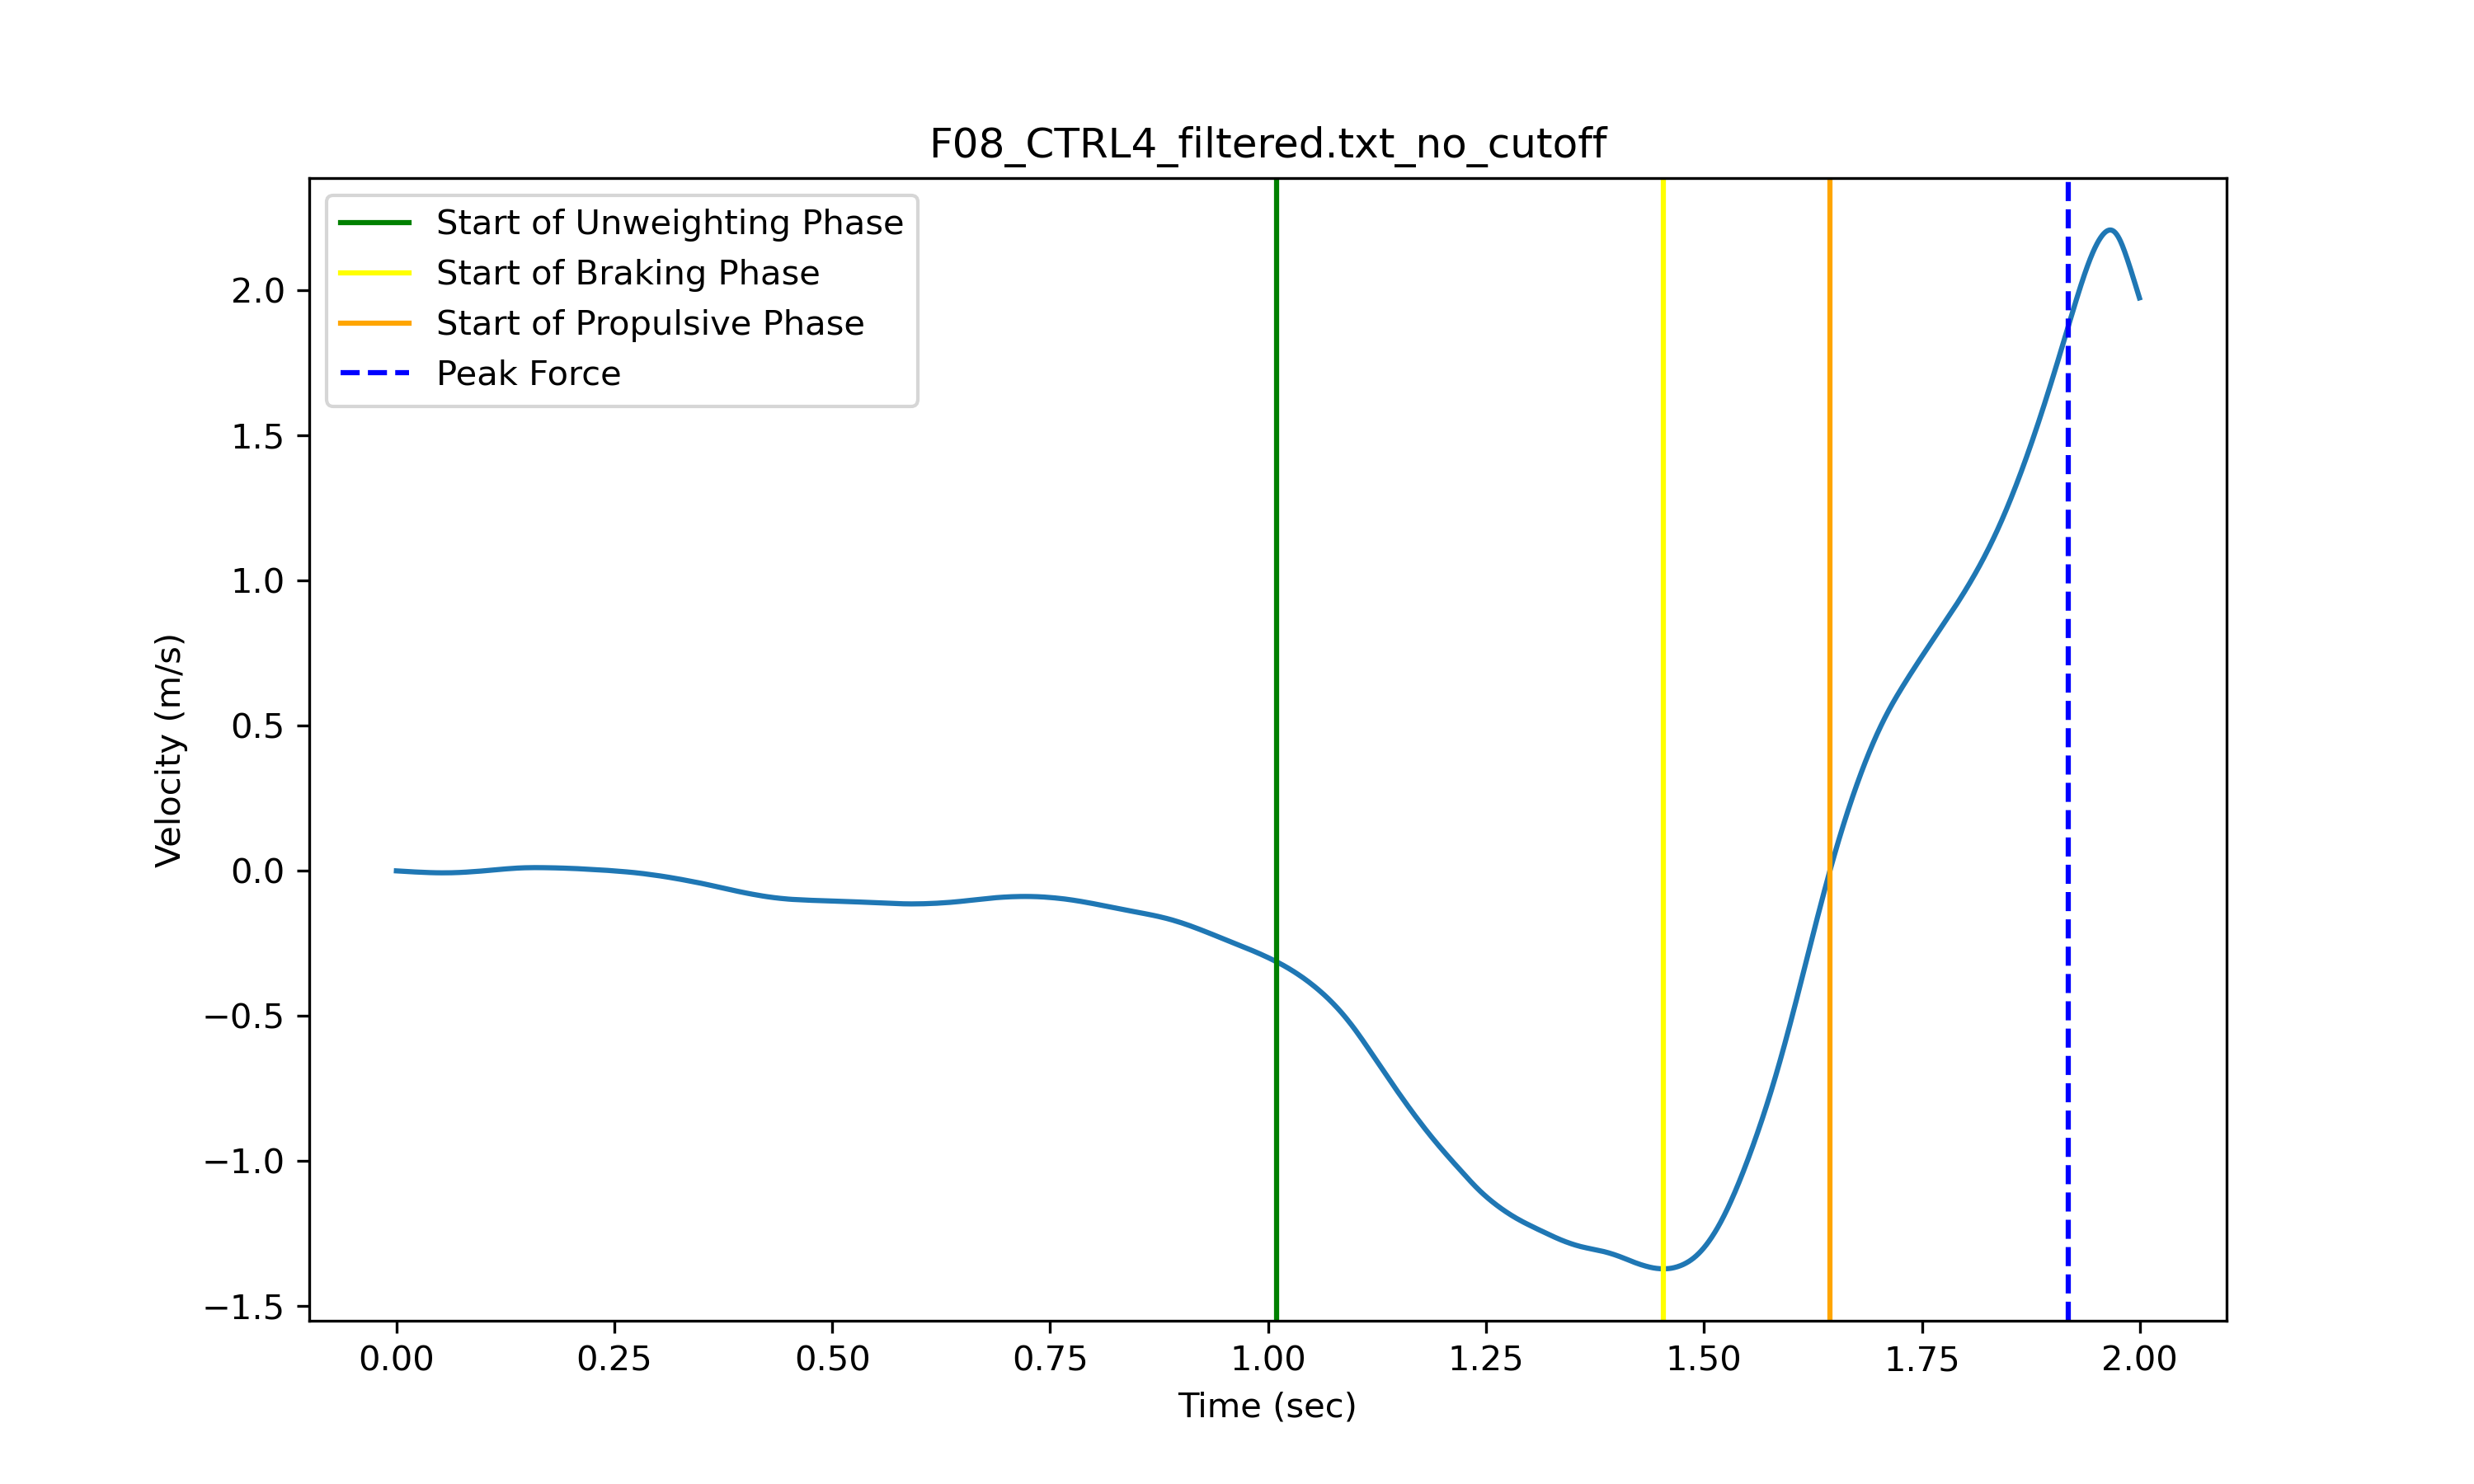 F08_CTRL4_filtered.txt_no_cutoff
Start of Unweighting Phase
Start of Braking Phase
Start of Propulsive Phase
Peak Force
Velocity (m/s)
2.0
1.5
1.0
0.5
0.0
−0.5
−1.0
−1.5
0.00 0.25 0.50 0.75 1.00 1.25 1.50 1.75 2.00
Time (sec)